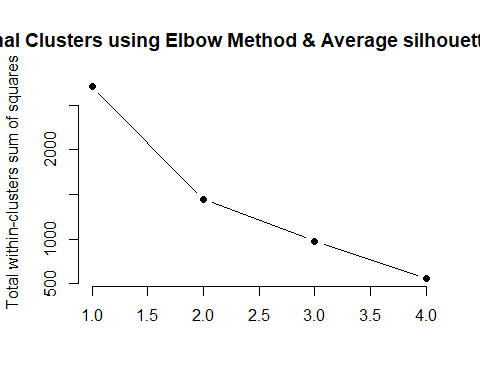 nal Clusters using Elbow Method & Average silhouett
Total within-clusters sum of squares
2000
1000
500
1.0 1.5 2.0 2.5 3.0 3.5 4.0